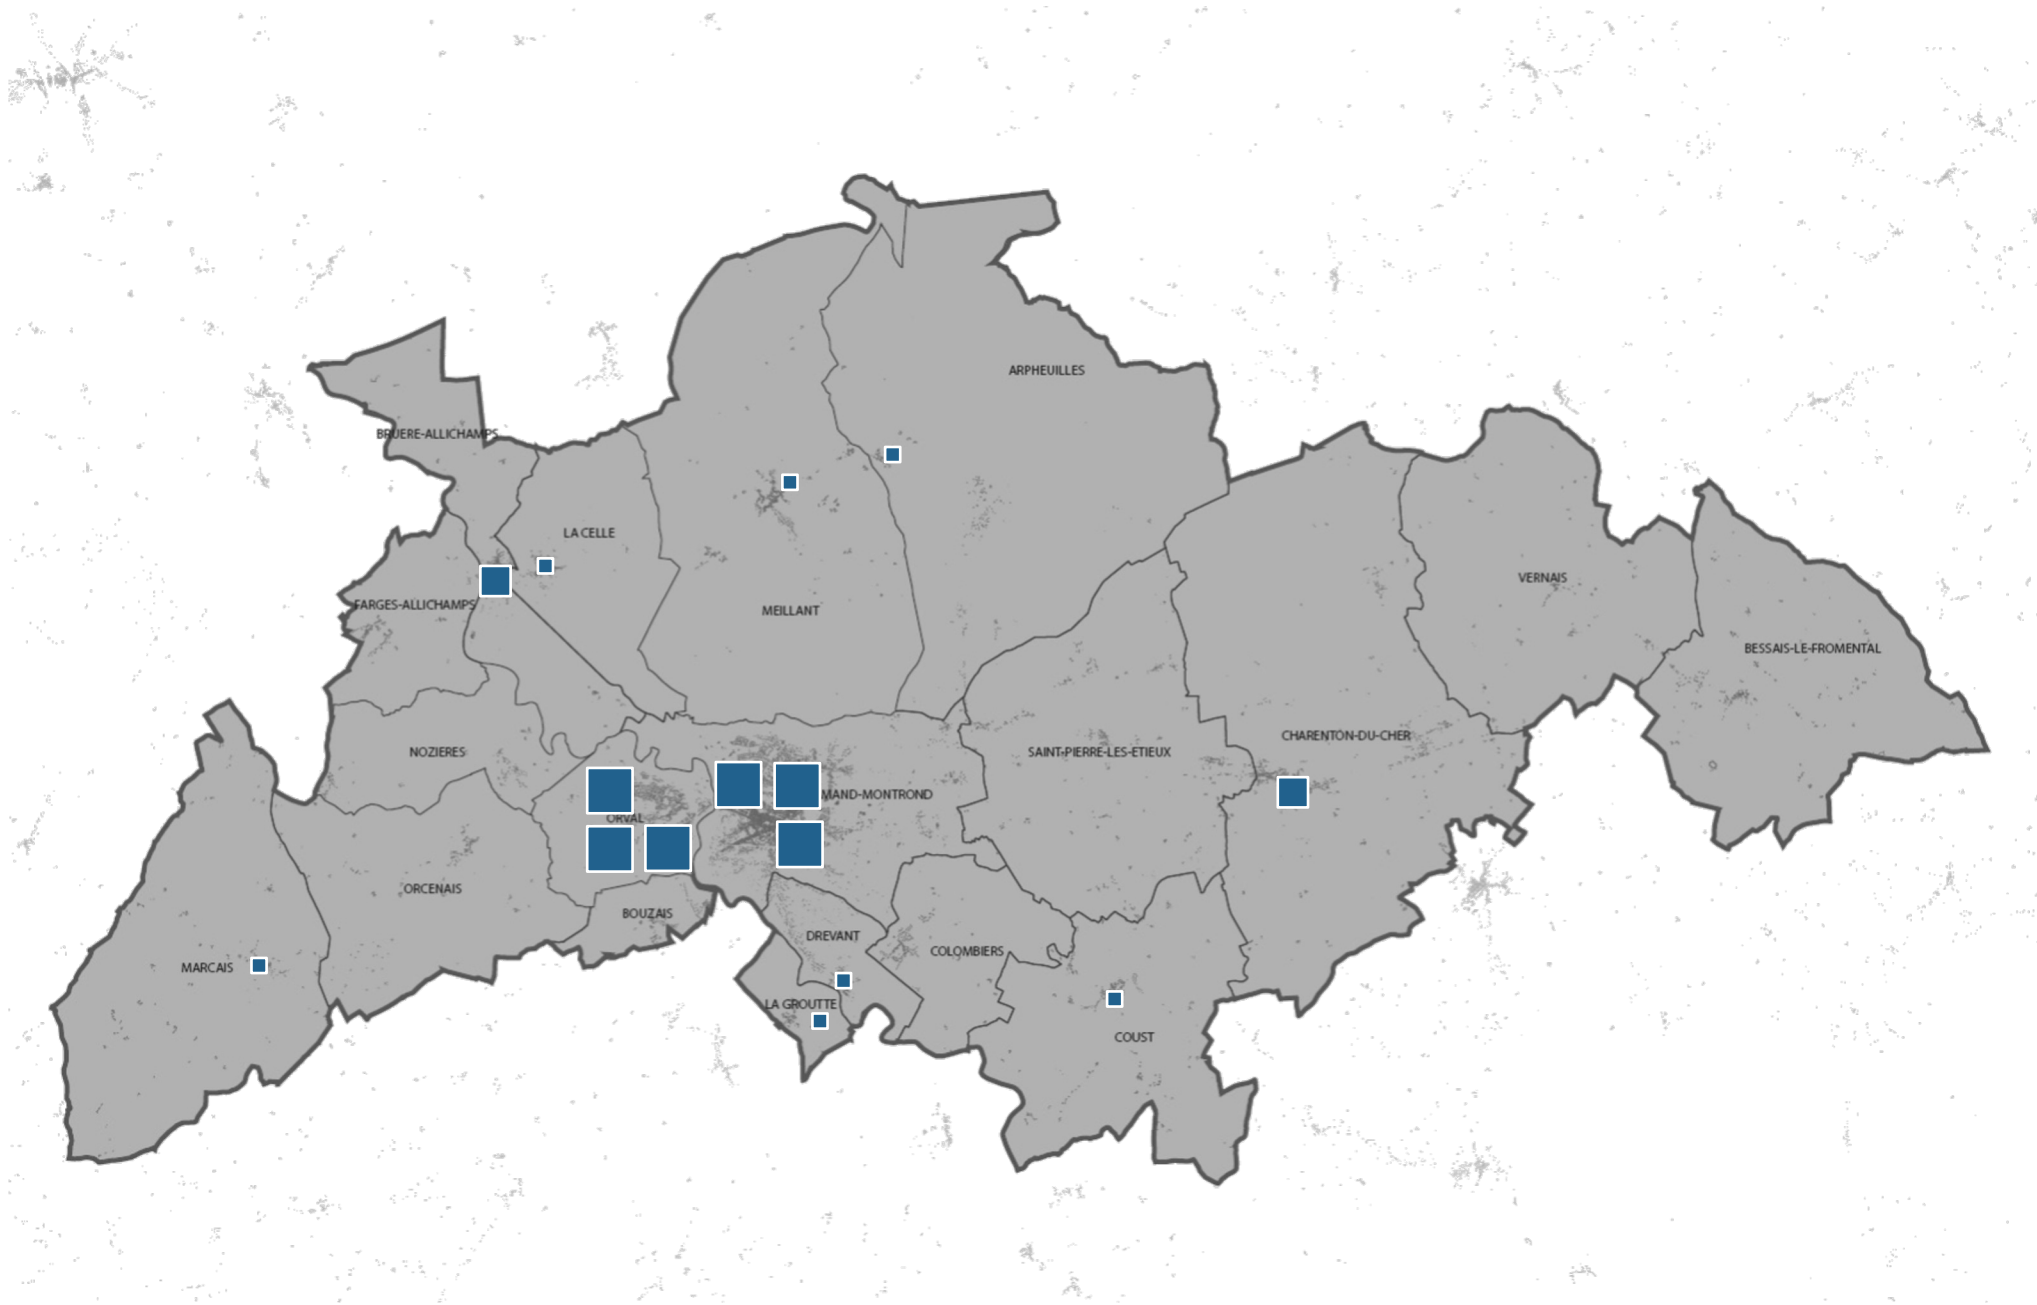 ARPHEUILLES
BRUERE-ALLICHAMPS
LA CELLE
VERNAIS
FARGES-ALLICHAMPS
MEILLANT
BESSAIS-LE-FROMENTAL
CHARENTON-DU-CHER
NOZIERES
SAINT-PIERRE-LES-ETIEUX
MAND-MONTROND
ORVAL
ORCENAIS
BOUZAIS
DREVANT
COLOMBIERS
MARCAIS
LA GROUTTE
COUST